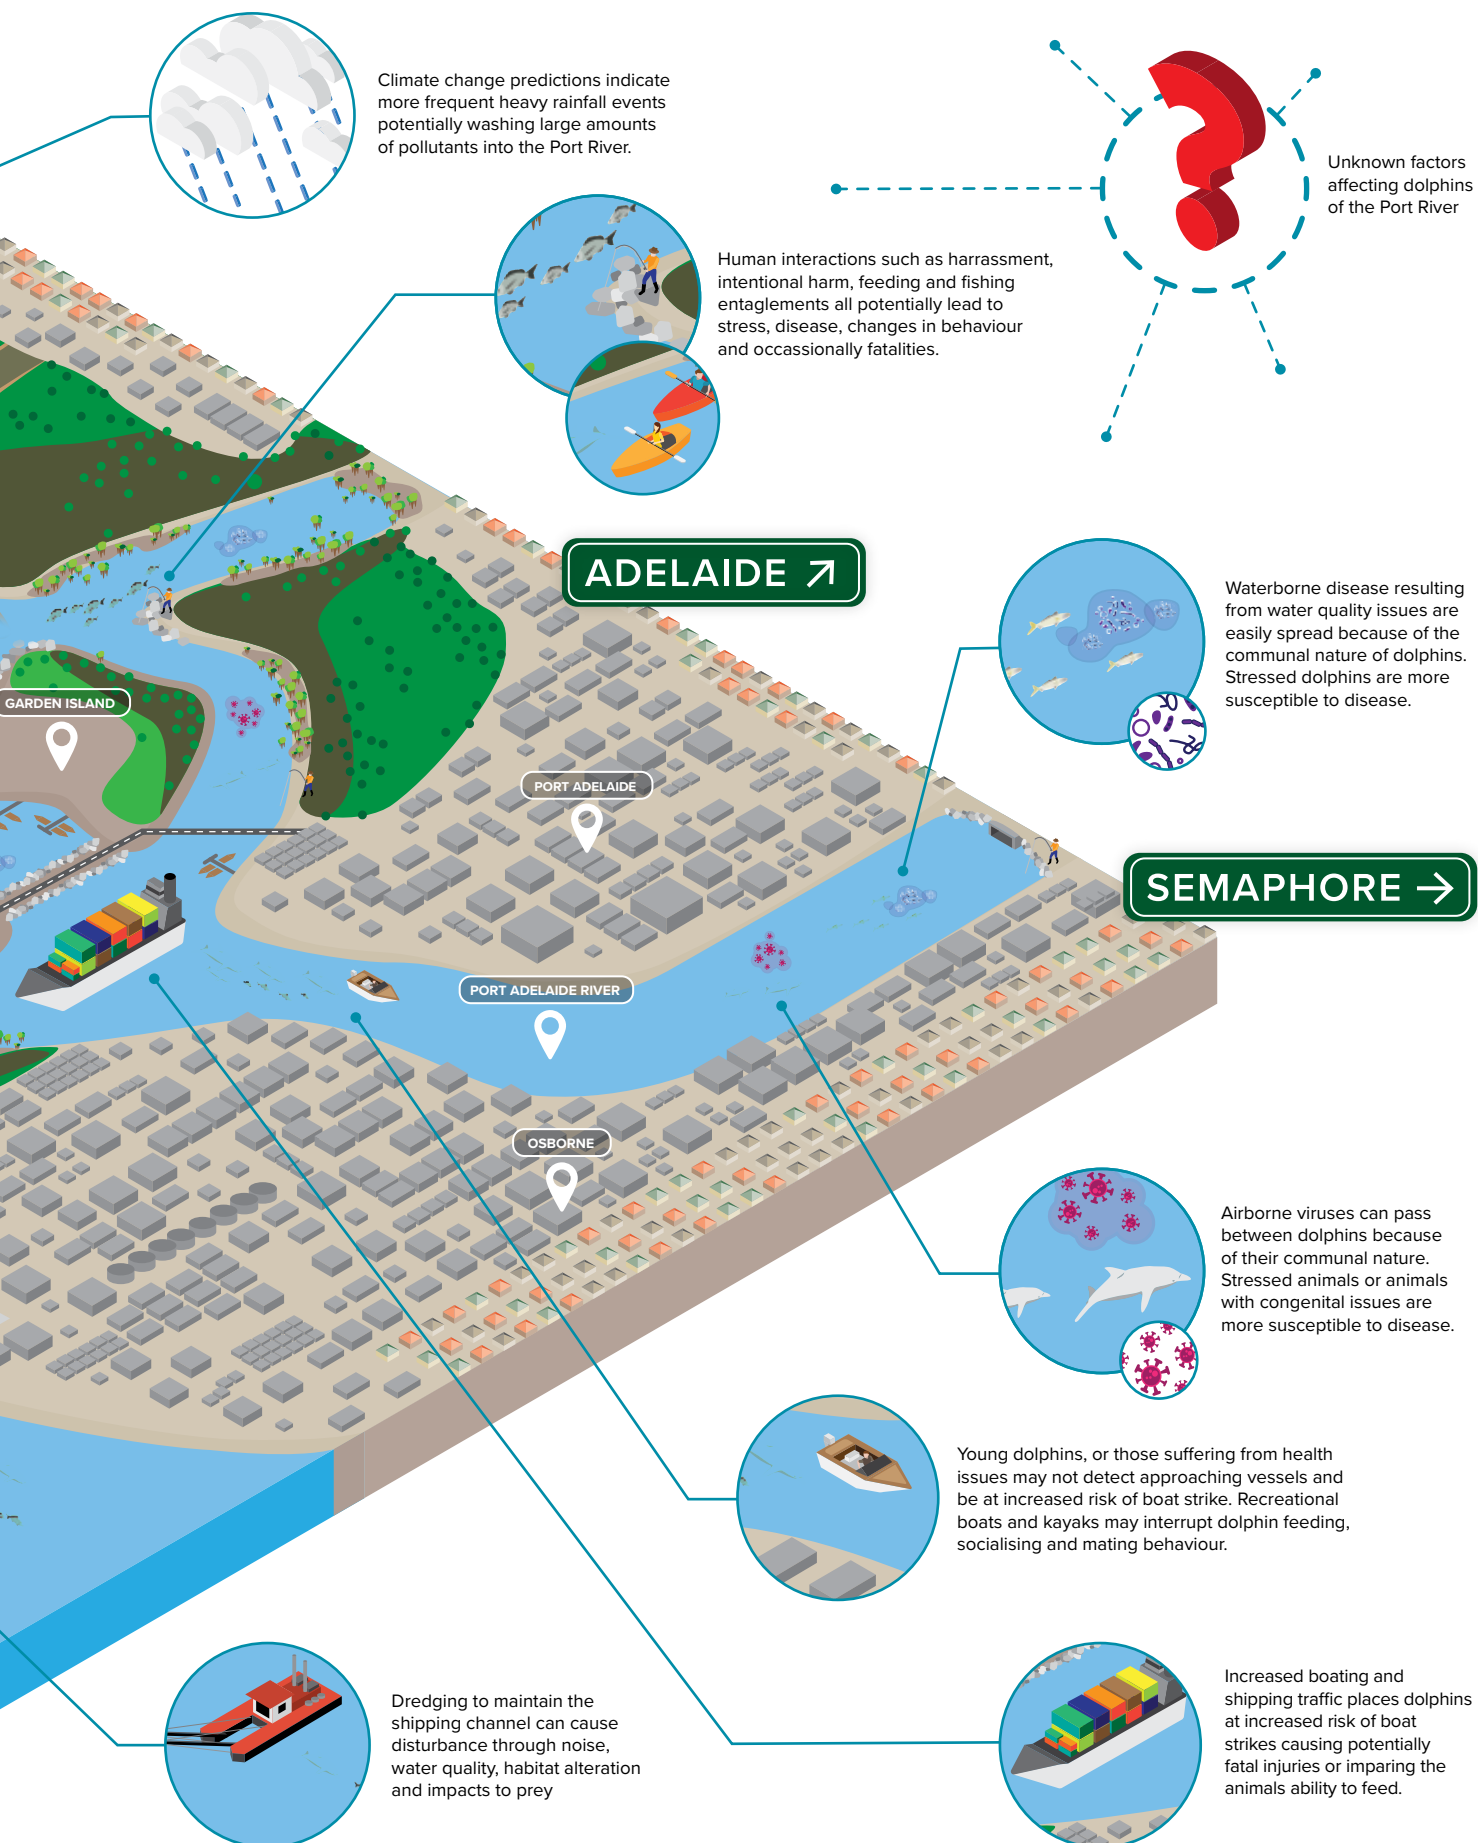 Climate change predictions indicate
more frequent heavy rainfall events
potentially washing large amounts
of pollutants into the Port River.
Unknown factors
affecting dolphins
of the Port River
Human interactions such as harrassment,
intentional harm, feeding and fishing
entaglements all potentially lead to
stress, disease, changes in behaviour
and occassionally fatalities.
ADELAIDE ↗
Waterborne disease resulting
from water quality issues are
easily spread because of the
communal nature of dolphins.
Stressed dolphins are more
susceptible to disease.
GARDEN ISLAND
PORT ADELAIDE
SEMAPHORE →
PORT ADELAIDE RIVER
OSBORNE
Airborne viruses can pass
between dolphins because
of their communal nature.
Stressed animals or animals
with congenital issues are
more susceptible to disease.
Young dolphins, or those suffering from health
issues may not detect approaching vessels and
be at increased risk of boat strike. Recreational
boats and kayaks may interrupt dolphin feeding,
socialising and mating behaviour.
Dredging to maintain the
shipping channel can cause
disturbance through noise,
water quality, habitat alteration
and impacts to prey
Increased boating and
shipping traffic places dolphins
at increased risk of boat
strikes causing potentially
fatal injuries or imparing the
animals ability to feed.